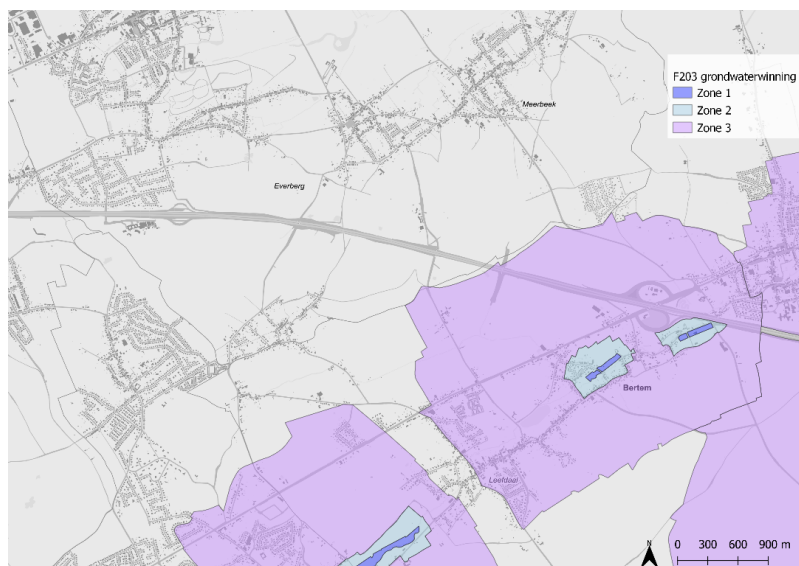 F203 grondwaterwinning
Zone 1
Zone 2
Zone 3
Meerbeek
Everberg
Bertem
Leefdaal
N
0 300 600 900 m